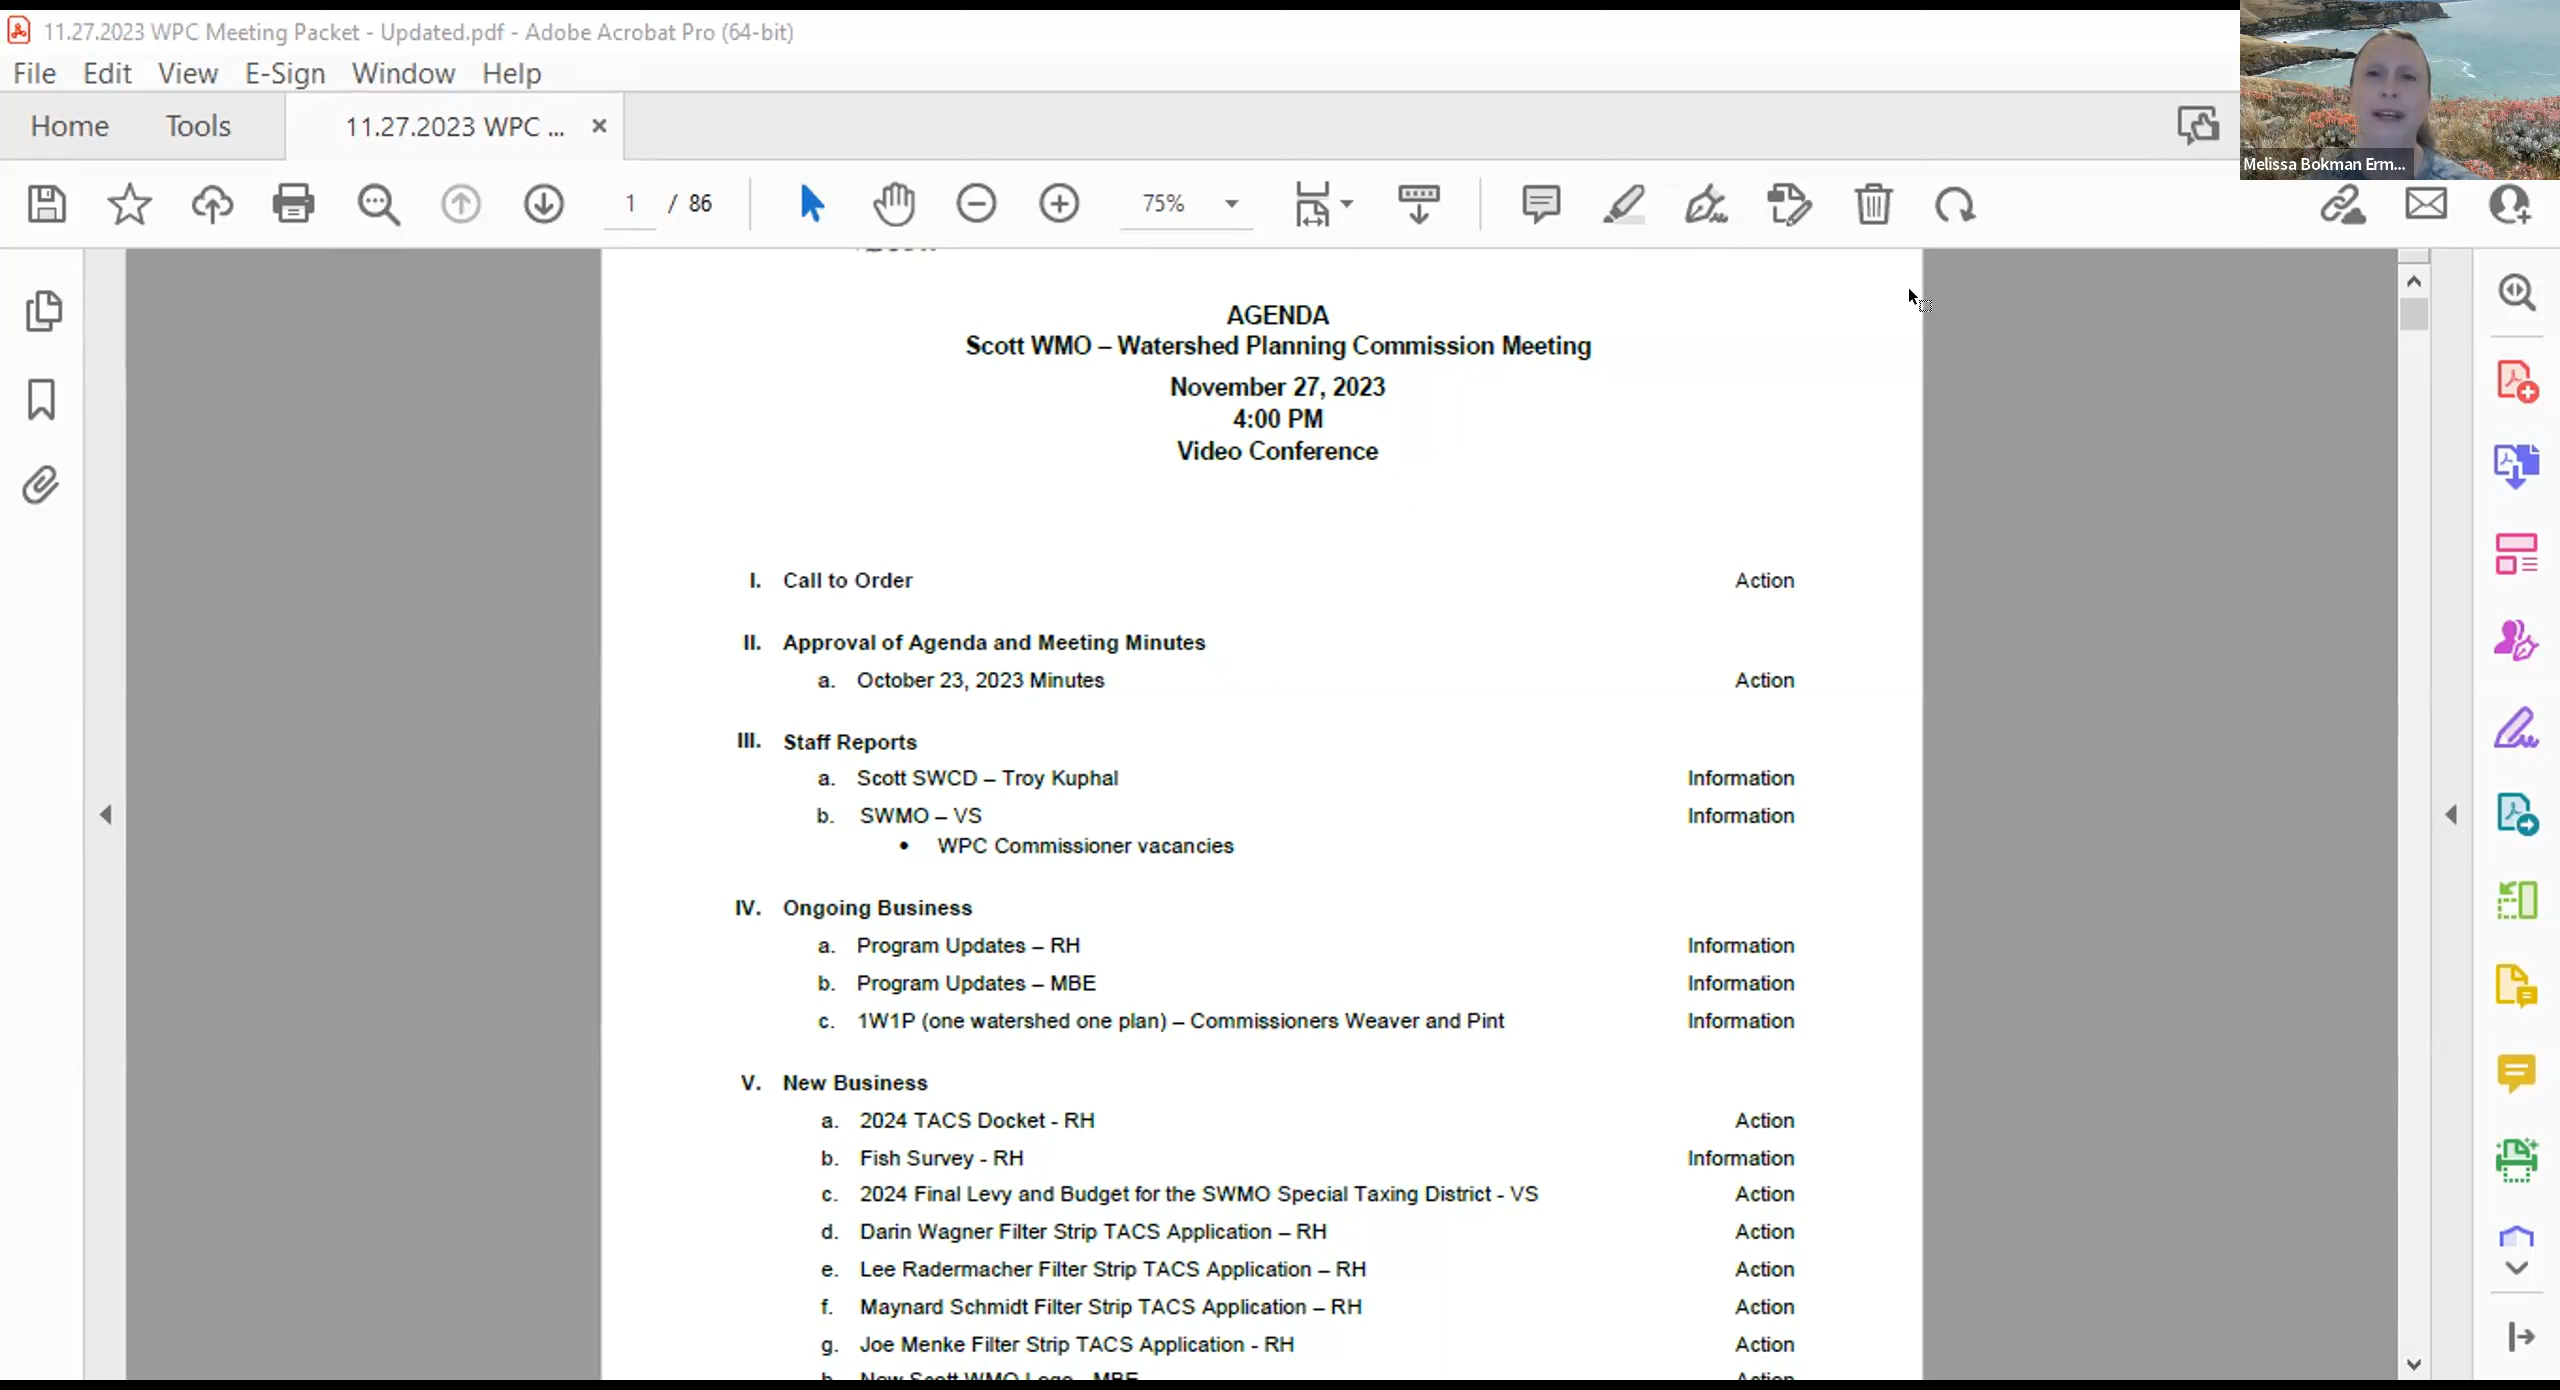 11.27.2023 WPC Meeting Packet - Updated.pdf - Adobe Acrobat Pro (64-bit)
File Edit View E-Sign Window Help
Home Tools 11.27.2023 WPC ... ×
Melissa Bokman Erm...
1 / 86 75%
AGENDA
Scott WMO – Watershed Planning Commission Meeting
November 27, 2023
4:00 PM
Video Conference
I. Call to Order Action
II. Approval of Agenda and Meeting Minutes
a. October 23, 2023 Minutes Action
III. Staff Reports
a. Scott SWCD – Troy Kuphal Information
b. SWMO – VS Information
• WPC Commissioner vacancies
IV. Ongoing Business
a. Program Updates – RH Information
b. Program Updates – MBE Information
c. 1W1P (one watershed one plan) – Commissioners Weaver and Pint Information
V. New Business
a. 2024 TACS Docket - RH Action
b. Fish Survey - RH Information
c. 2024 Final Levy and Budget for the SWMO Special Taxing District - VS Action
d. Darin Wagner Filter Strip TACS Application – RH Action
e. Lee Radermacher Filter Strip TACS Application – RH Action
f. Maynard Schmidt Filter Strip TACS Application – RH Action
g. Joe Menke Filter Strip TACS Application - RH Action
h. New Scott WMO Logo - MBE Action